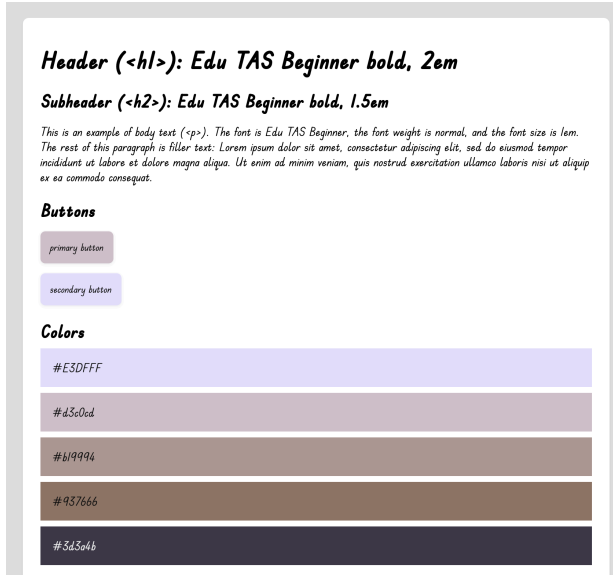 Header (<h1>): Edu TAS Beginner bold, 2em
Subheader (<h2>): Edu TAS Beginner bold, 1.5em
This is an example of body text (<p>). The font is Edu TAS Beginner, the font weight is normal, and the font size is 1em.
The rest of this paragraph is filler text: Lorem ipsum dolor sit amet, consectetur adipiscing elit, sed do eiusmod tempor
incididunt ut labore et dolore magna aliqua. Ut enim ad minim veniam, quis nostrud exercitation ullamco laboris nisi ut aliquip
ex ea commodo consequat.
Buttons
primary button
secondary button
Colors
#E3DFFF
#d3c0cd
#b19994
#937666
#3d3a4b